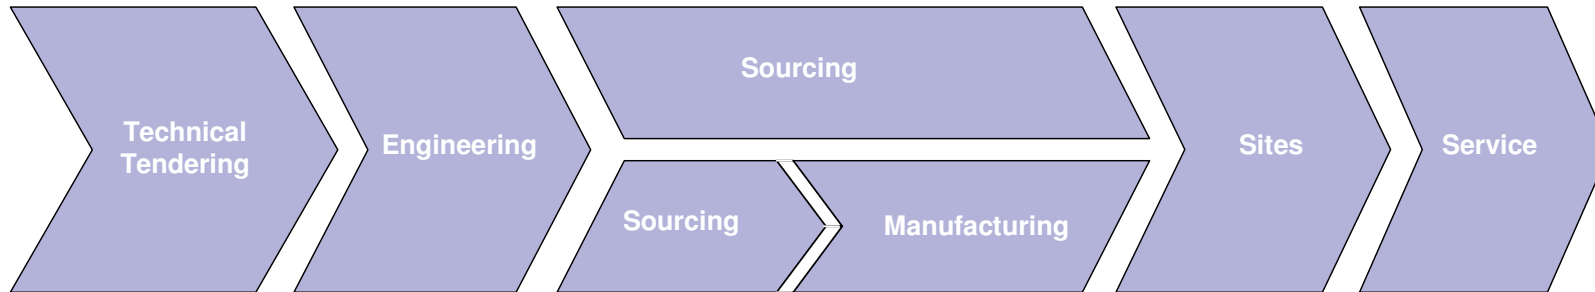 Technical
Tendering
Engineering
Sourcing
Sourcing
Manufacturing
Sites
Service